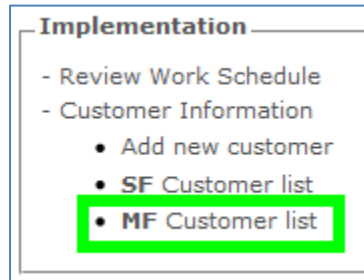 Implementation
- Review Work Schedule
- Customer Information
• Add new customer
• SF Customer list
• MF Customer list